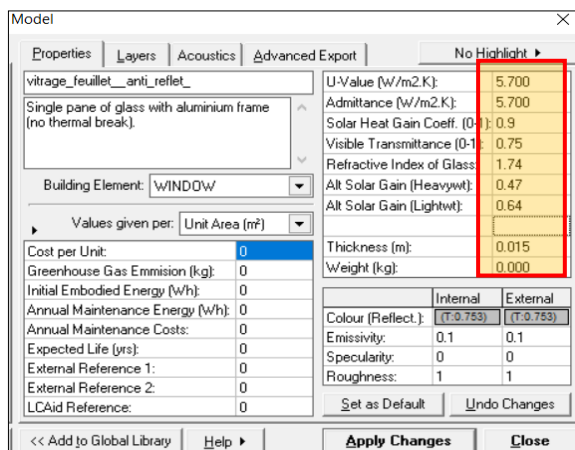 Model
Properties Layers Acoustics Advanced Export No Highlight
vitrage_feuillet__anti_reflet_
Single pane of glass with aluminium frame
(no thermal break).
Building Element: WINDOW
Values given per: Unit Area (m²)
Cost per Unit: 0
Greenhouse Gas Emmision (kg): 0
Initial Embodied Energy (Wh): 0
Annual Maintenance Energy (Wh): 0
Annual Maintenance Costs: 0
Expected Life (yrs): 0
External Reference 1: 0
External Reference 2: 0
LCAid Reference: 0
U-Value (W/m2.K): 5.700
Admittance (W/m2.K): 5.700
Solar Heat Gain Coeff. (0-1): 0.9
Visible Transmittance (0-1): 0.75
Refractive Index of Glass: 1.74
Alt Solar Gain (Heavywt): 0.47
Alt Solar Gain (Lightwt): 0.64
Thickness (m): 0.015
Weight (kg): 0.000
Internal External
Colour (Reflect.): (T:0.753) (T:0.753)
Emissivity: 0.1 0.1
Specularity: 0 0
Roughness: 1 1
Set as Default Undo Changes
<< Add to Global Library Help Apply Changes Close